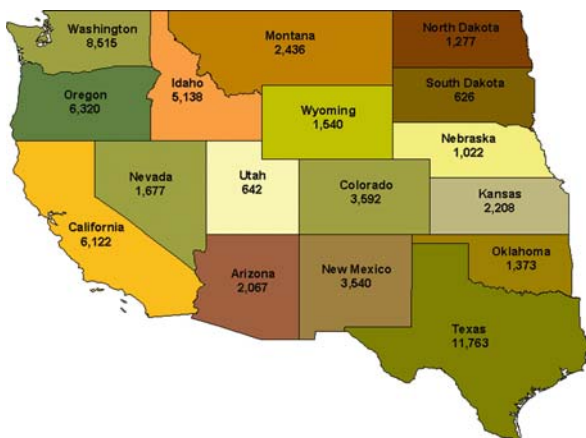 Washington
8,515
Montana
2,436
North Dakota
1,277
Oregon
6,320
Idaho
5,138
South Dakota
626
Wyoming
1,540
Nebraska
1,022
Nevada
1,677
Utah
642
Colorado
3,592
Kansas
2,208
California
6,122
Arizona
2,067
New Mexico
3,540
Oklahoma
1,373
Texas
11,763